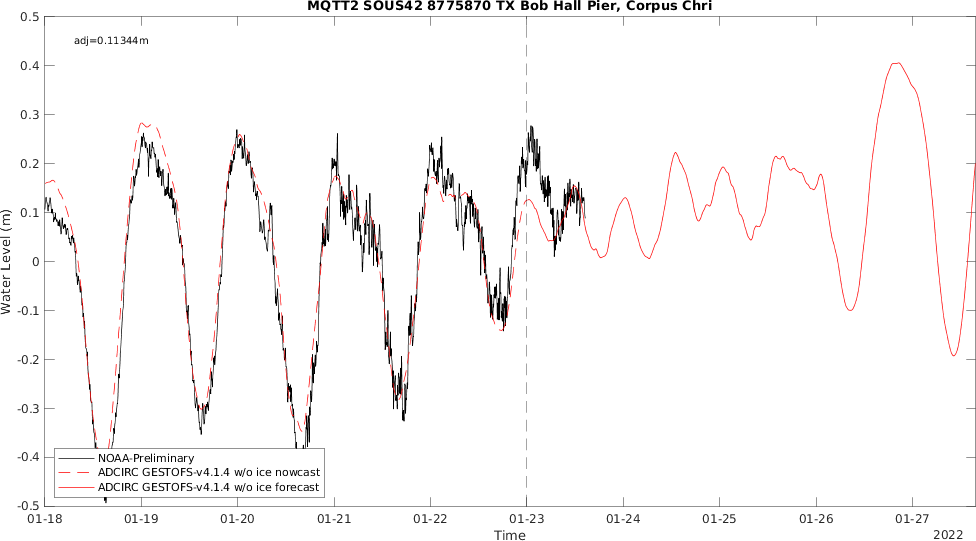 MQTT2 SOUS42 8775870 TX Bob Hall Pier, Corpus Chri
adj=0.11344m
0.5
0.4
0.3
0.2
0.1
0
-0.1
-0.2
-0.3
-0.4
-0.5
Water Level (m)
NOAA-Preliminary
ADCIRC GESTOFS-v4.1.4 w/o ice nowcast
ADCIRC GESTOFS-v4.1.4 w/o ice forecast
01-18 01-19 01-20 01-21 01-22 01-23 01-24 01-25 01-26 01-27
Time
2022